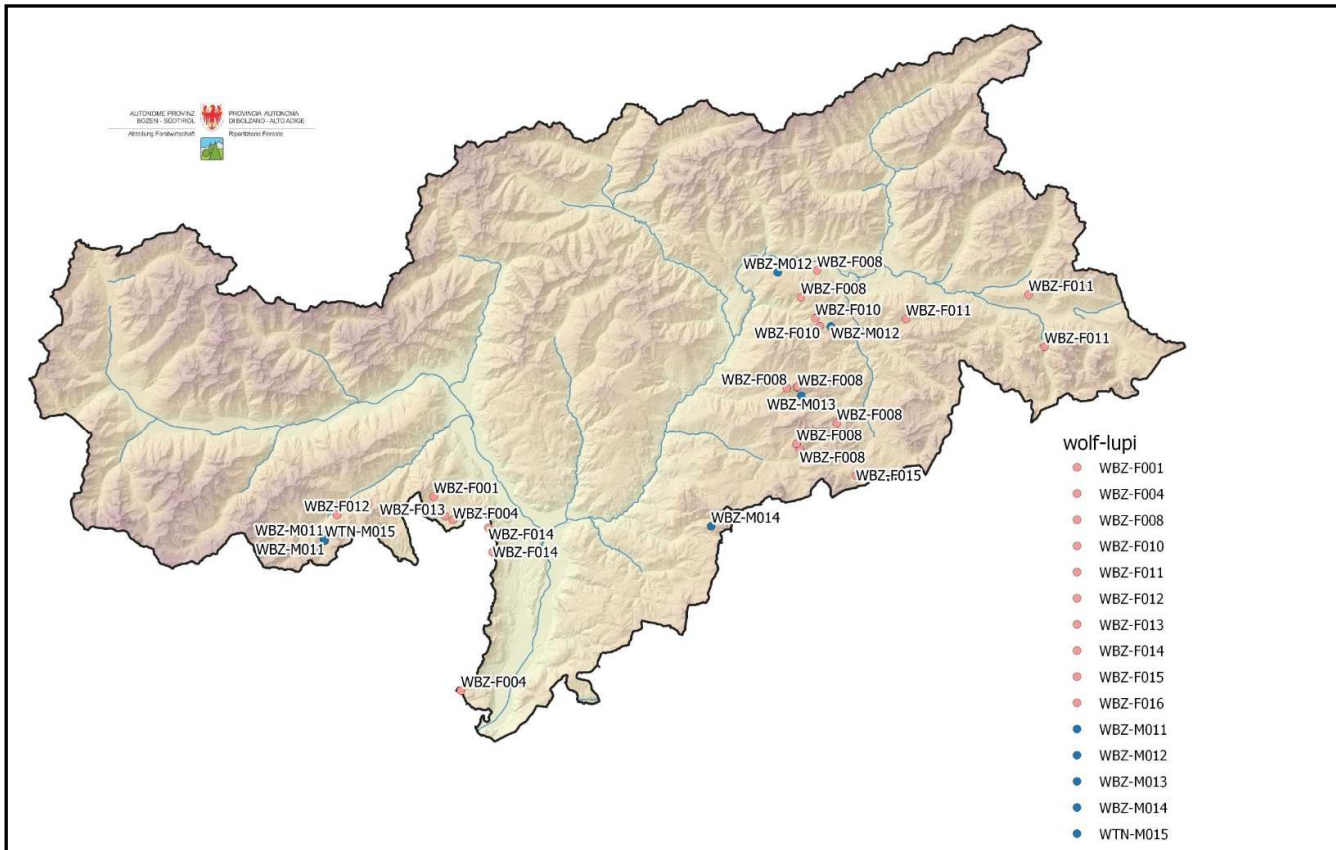 AUTONOME PROVINZ
BOZEN - SÜDTIROL
PROVINCIA AUTONOMA
DI BOLZANO - ALTO ADIGE
Abteilung Forstwirtschaft
Ripartizione Foreste
WBZ-M012
WBZ-F008
WBZ-F008
WBZ-F011
WBZ-F010
WBZ-F011
WBZ-F010
WBZ-M012
WBZ-F011
WBZ-F008
WBZ-F008
WBZ-M013
WBZ-F008
WBZ-F008
WBZ-F008
WBZ-F015
WBZ-F001
WBZ-F012
WBZ-F013
WBZ-F004
WBZ-M014
WBZ-M011
WTN-M015
WBZ-F014
WBZ-M011
WBZ-F014
WBZ-F004
wolf-lupi
WBZ-F001
WBZ-F004
WBZ-F008
WBZ-F010
WBZ-F011
WBZ-F012
WBZ-F013
WBZ-F014
WBZ-F015
WBZ-F016
WBZ-M011
WBZ-M012
WBZ-M013
WBZ-M014
WTN-M015